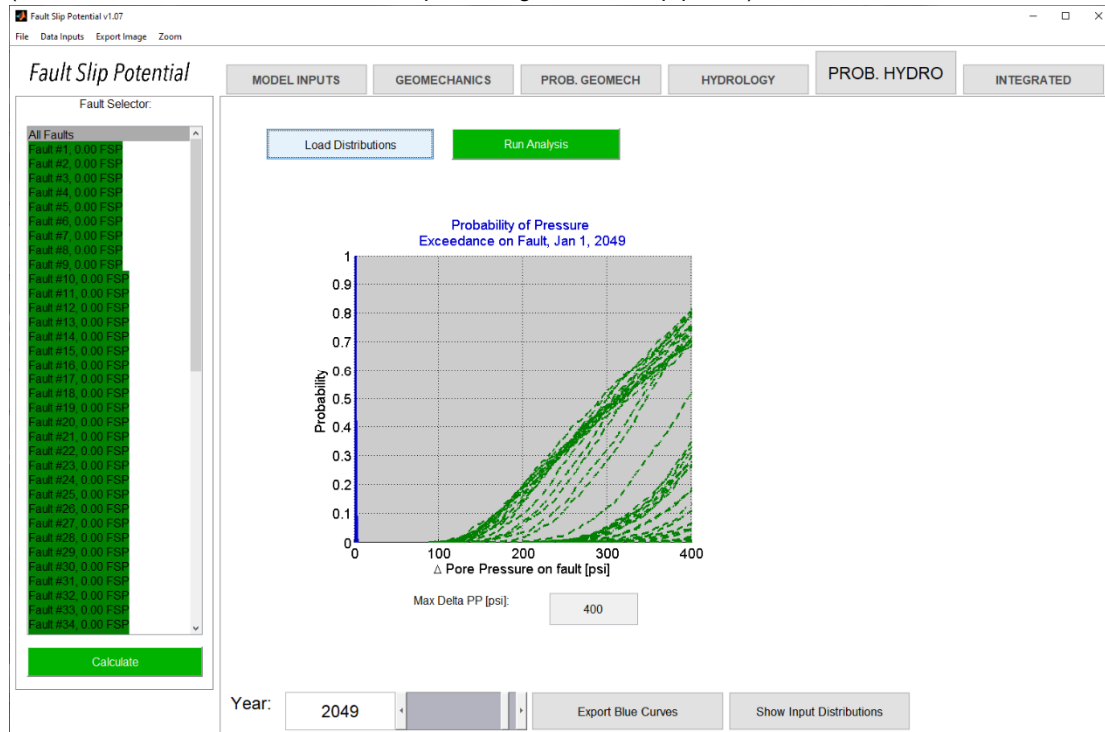 Fault Slip Potential v1.07
File Data Inputs Export Image Zoom
Fault Slip Potential
MODEL INPUTS GEOMECHANICS PROB. GEOMECH HYDROLOGY PROB. HYDRO INTEGRATED
Fault Selector:
All Faults
Fault #1, 0.00 FSP
Fault #2, 0.00 FSP
Fault #3, 0.00 FSP
Fault #4, 0.00 FSP
Fault #5, 0.00 FSP
Fault #6, 0.00 FSP
Fault #7, 0.00 FSP
Fault #8, 0.00 FSP
Fault #9, 0.00 FSP
Fault #10, 0.00 FSP
Fault #11, 0.00 FSP
Fault #12, 0.00 FSP
Fault #13, 0.00 FSP
Fault #14, 0.00 FSP
Fault #15, 0.00 FSP
Fault #16, 0.00 FSP
Fault #17, 0.00 FSP
Fault #18, 0.00 FSP
Fault #19, 0.00 FSP
Fault #20, 0.00 FSP
Fault #21, 0.00 FSP
Fault #22, 0.00 FSP
Fault #23, 0.00 FSP
Fault #24, 0.00 FSP
Fault #25, 0.00 FSP
Fault #26, 0.00 FSP
Fault #27, 0.00 FSP
Fault #28, 0.00 FSP
Fault #29, 0.00 FSP
Fault #30, 0.00 FSP
Fault #31, 0.00 FSP
Fault #32, 0.00 FSP
Fault #33, 0.00 FSP
Fault #34, 0.00 FSP
Calculate
Load Distributions Run Analysis
Probability of Pressure
Exceedance on Fault, Jan 1, 2049
1
0.9
0.8
0.7
0.6
0.5
0.4
0.3
0.2
0.1
0
Probability
0 100 200 300 400
Δ Pore Pressure on fault [psi]
Max Delta PP [psi]: 400
Year: 2049 Export Blue Curves Show Input Distributions